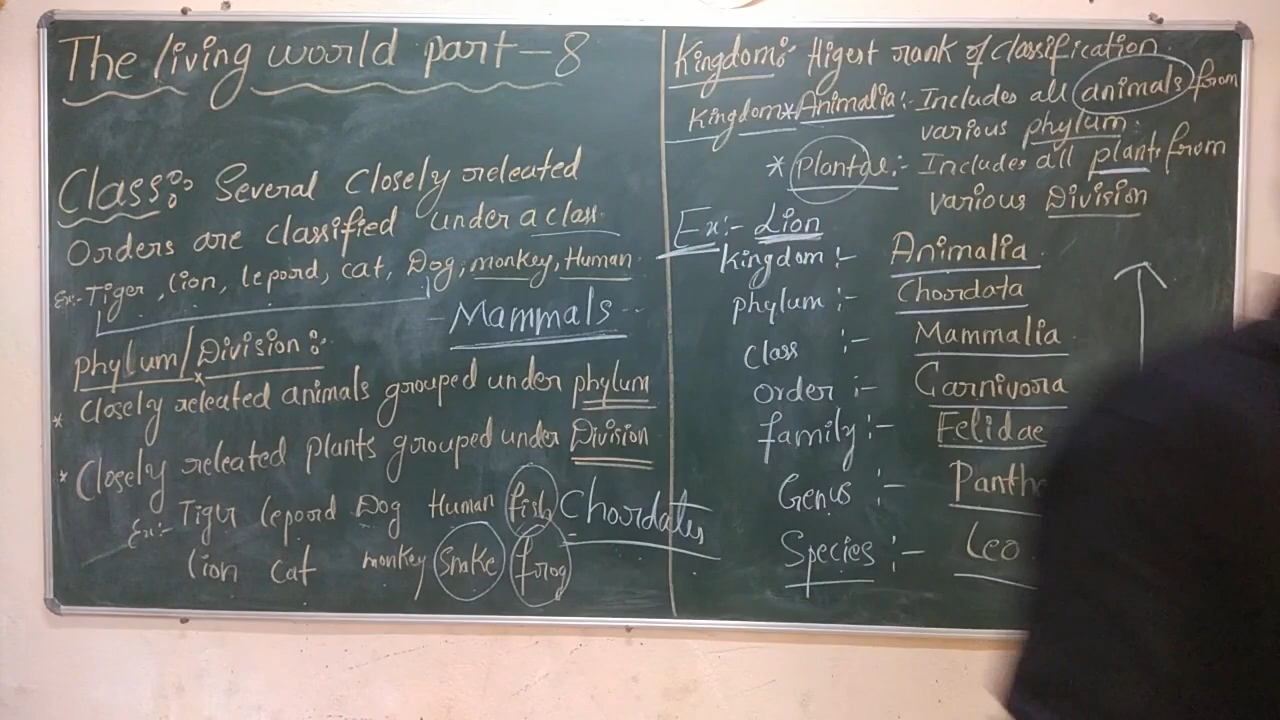 The living world part - 8
Class:- Several Closely releated
Orders are classified under a class.
Ex:- Tiger, lion, lepord, cat, Dog, monkey, Human
Mammals
Phylum/Division:-
* Closely releated animals grouped under phylum
* Closely releated plants grouped under Division
Ex:- Tiger lepord Dog Human fish Chordates
lion cat monkey Snake frog
Kingdom:- Higest rank of classification.
Kingdom * Animalia:- Includes all animals from
various phylum.
* Plantae:- Includes all plants from
various Division
Ex:- Lion
Kingdom:- Animalia
Phylum:- Chordata
Class:- Mammalia
Order:- Carnivora
family:- Felidae
Genus:- Panthe
Species:- Leo